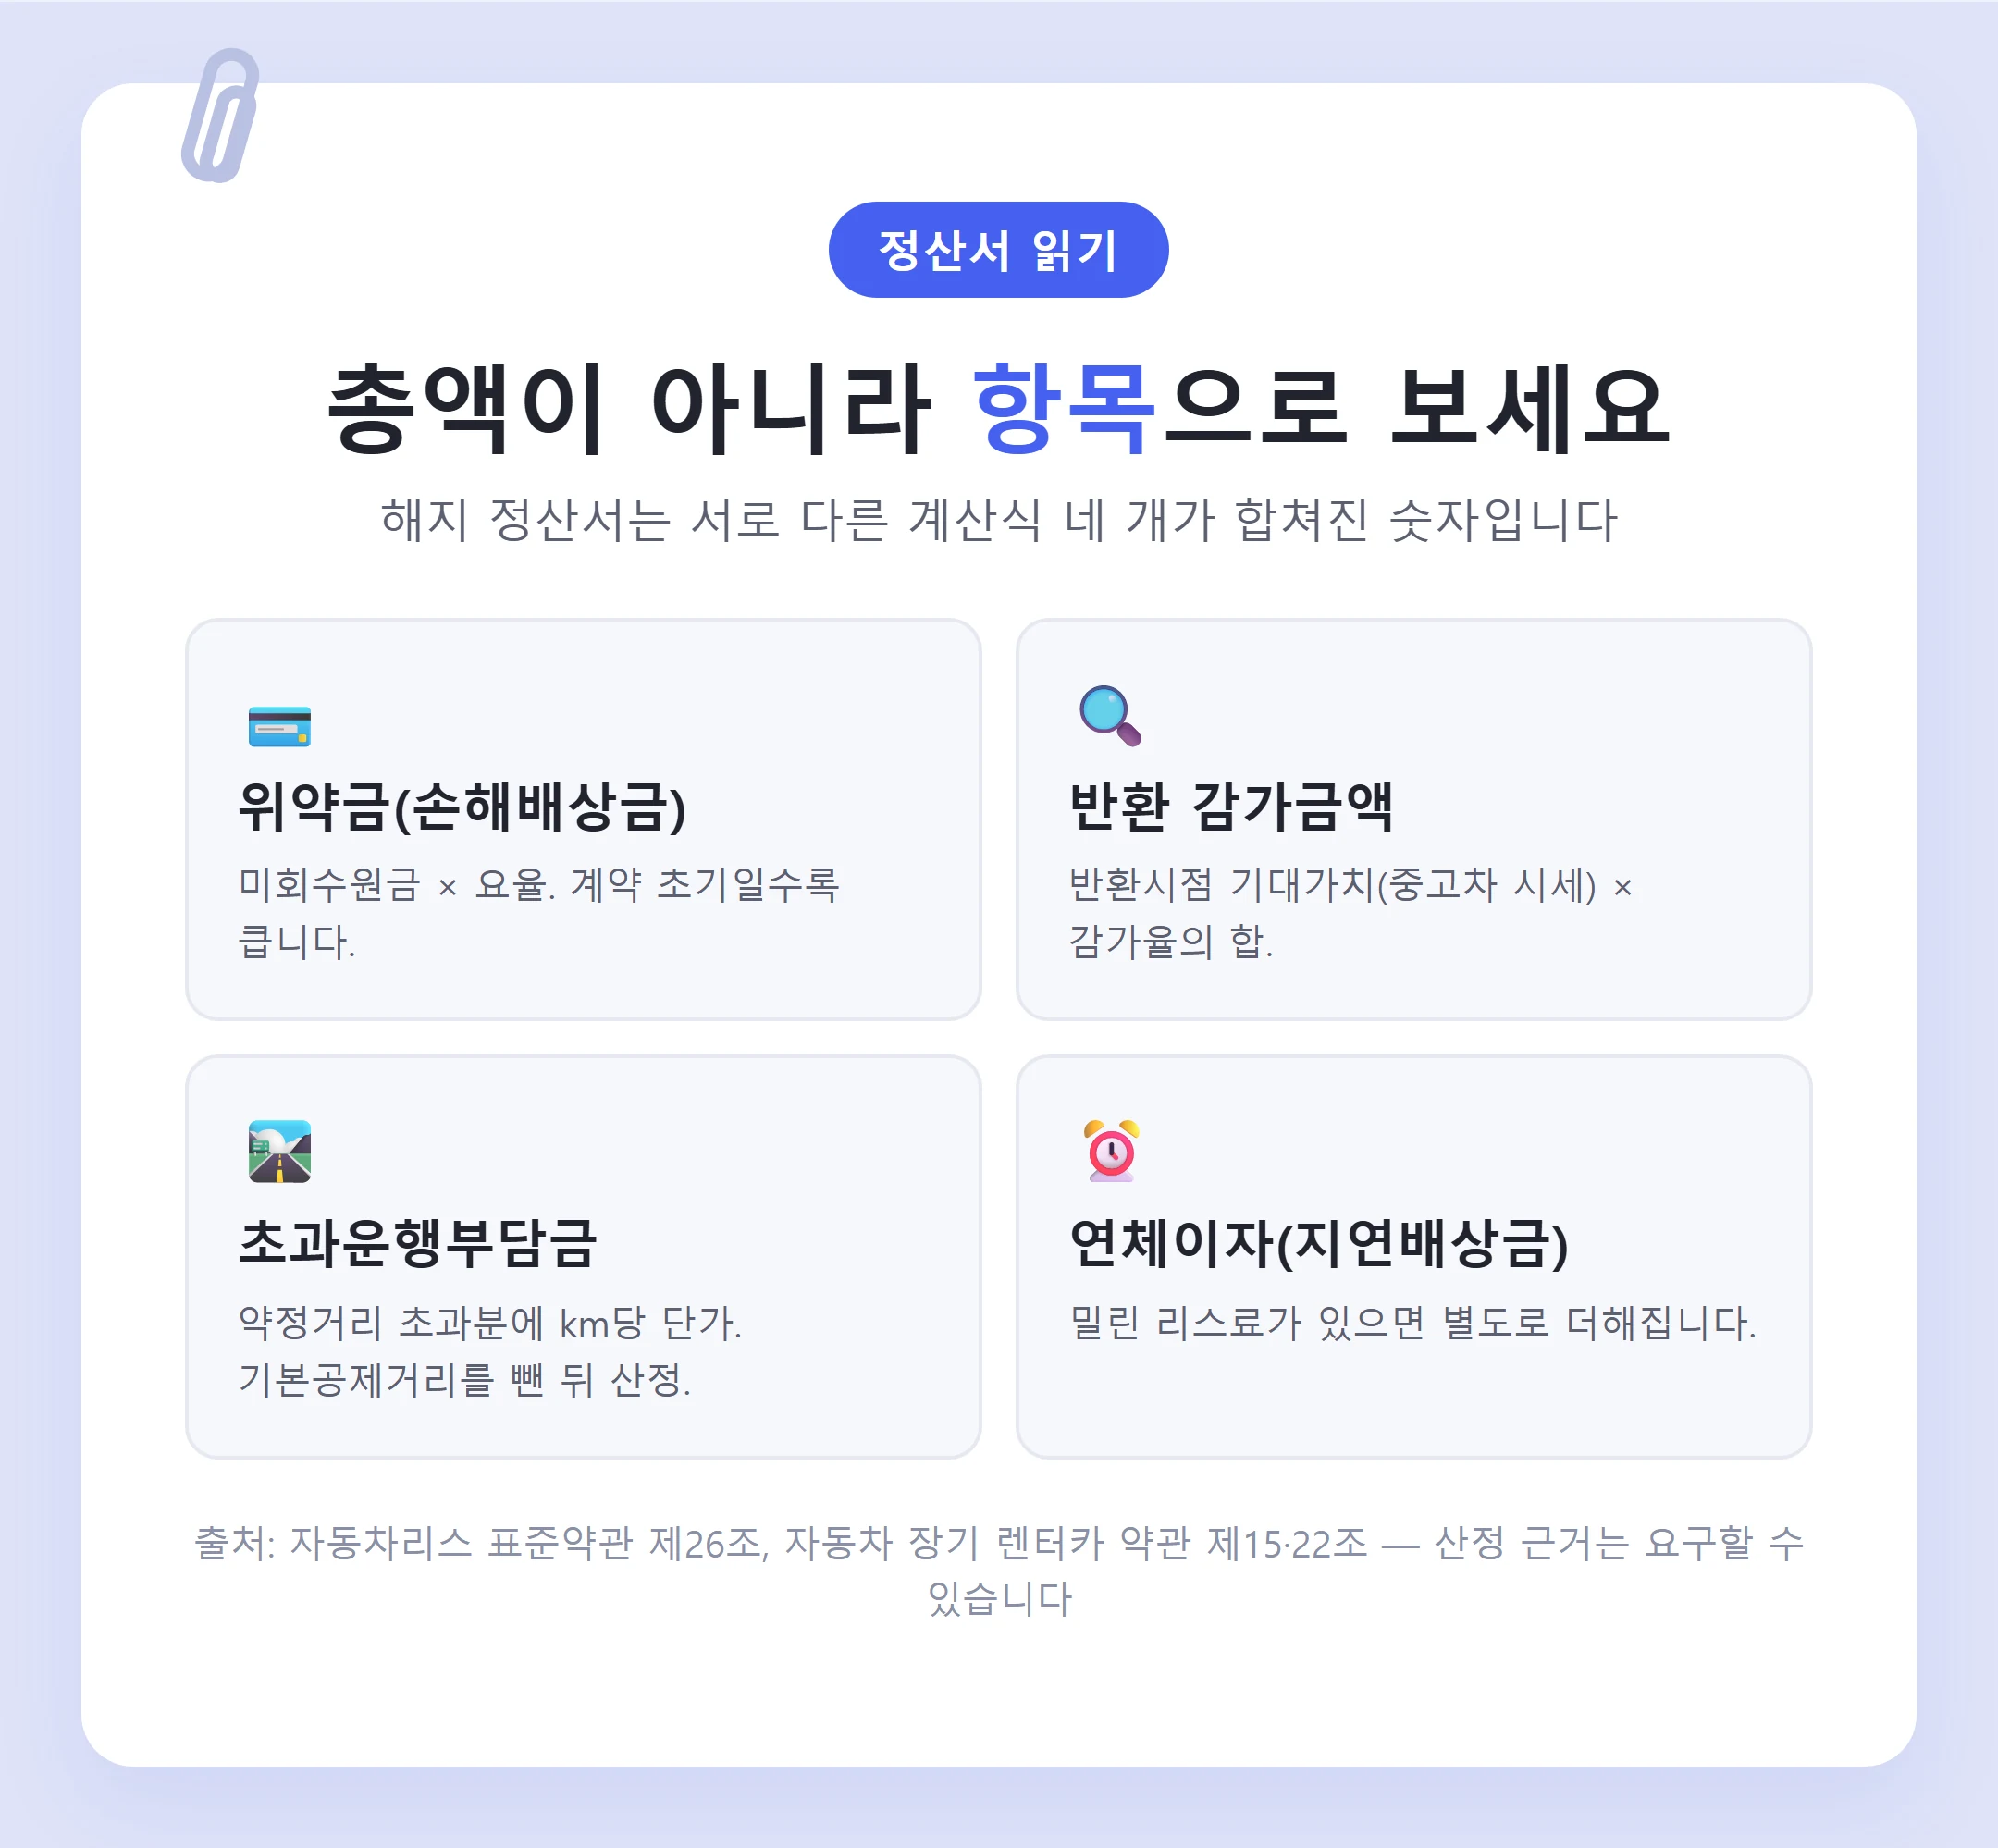 정산서 읽기
총액이 아니라 항목으로 보세요
해지 정산서는 서로 다른 계산식 네 개가 합쳐진 숫자입니다
위약금(손해배상금)
미회수원금 × 요율. 계약 초기일수록
큽니다.
반환 감가금액
반환시점 기대가치(중고차 시세) ×
감가율의 합.
초과운행부담금
약정거리 초과분에 km당 단가.
기본공제거리를 뺀 뒤 산정.
연체이자(지연배상금)
밀린 리스료가 있으면 별도로 더해집니다.
출처: 자동차리스 표준약관 제26조, 자동차 장기 렌터카 약관 제15·22조 — 산정 근거는 요구할 수
있습니다